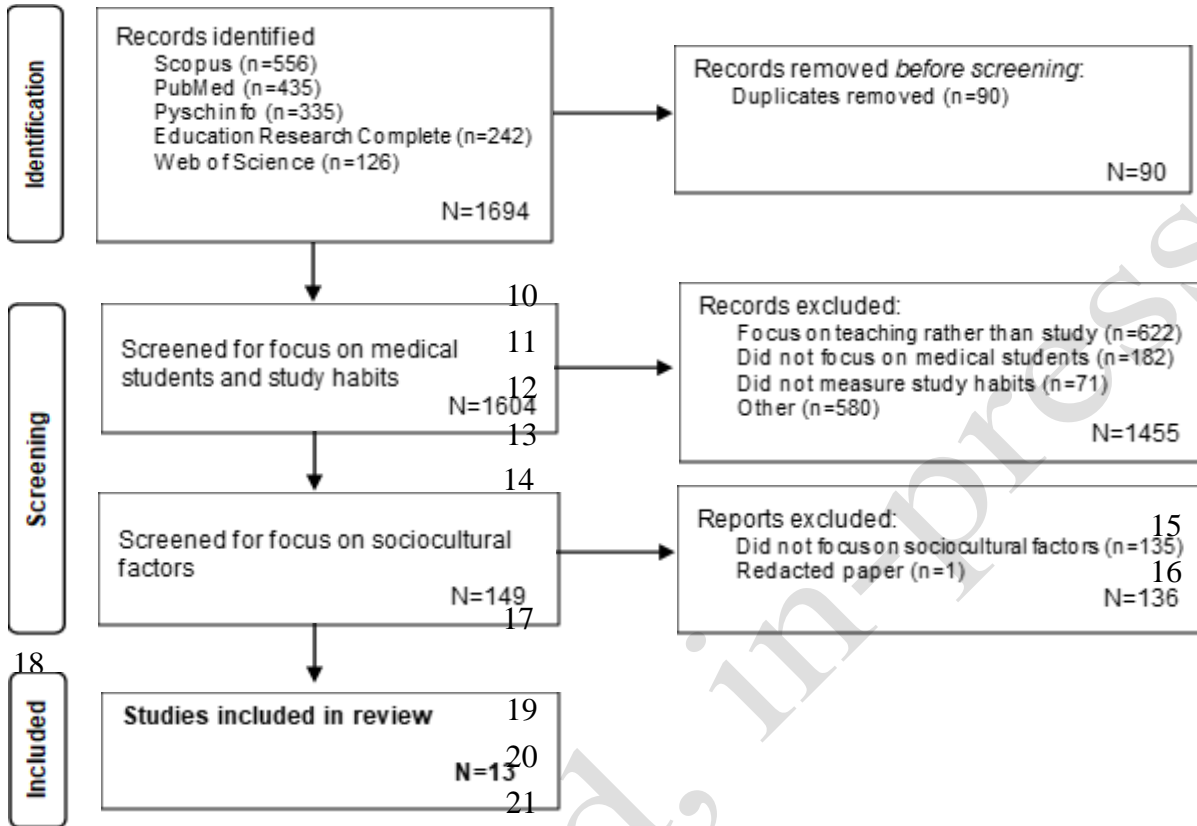 Identification
Records identified
Scopus (n=556)
PubMed (n=435)
Pyschinfo (n=335)
Education Research Complete (n=242)
Web of Science (n=126)
N=1694
Records removed before screening:
Duplicates removed (n=90)
N=90
Screening
10
Screened for focus on medical
11
students and study habits
12
N=1604
13
14
Records excluded:
Focus on teaching rather than study (n=622)
Did not focus on medical students (n=182)
Did not measure study habits (n=71)
Other (n=580)
N=1455
Screened for focus on sociocultural
factors
N=149
17
Reports excluded:
15
Did not focus on sociocultural factors (n=135)
16
Redacted paper (n=1)
N=136
18
Included
Studies included in review
19
20
N=13
21
d, in-press